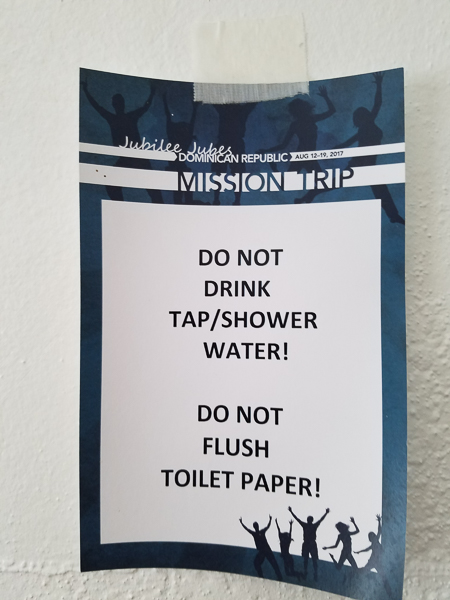 Jubilee Jukes
DOMINICAN REPUBLIC AUG 12-19, 2017
MISSION TRIP
DO NOT
DRINK
TAP/SHOWER
WATER!
DO NOT
FLUSH
TOILET PAPER!